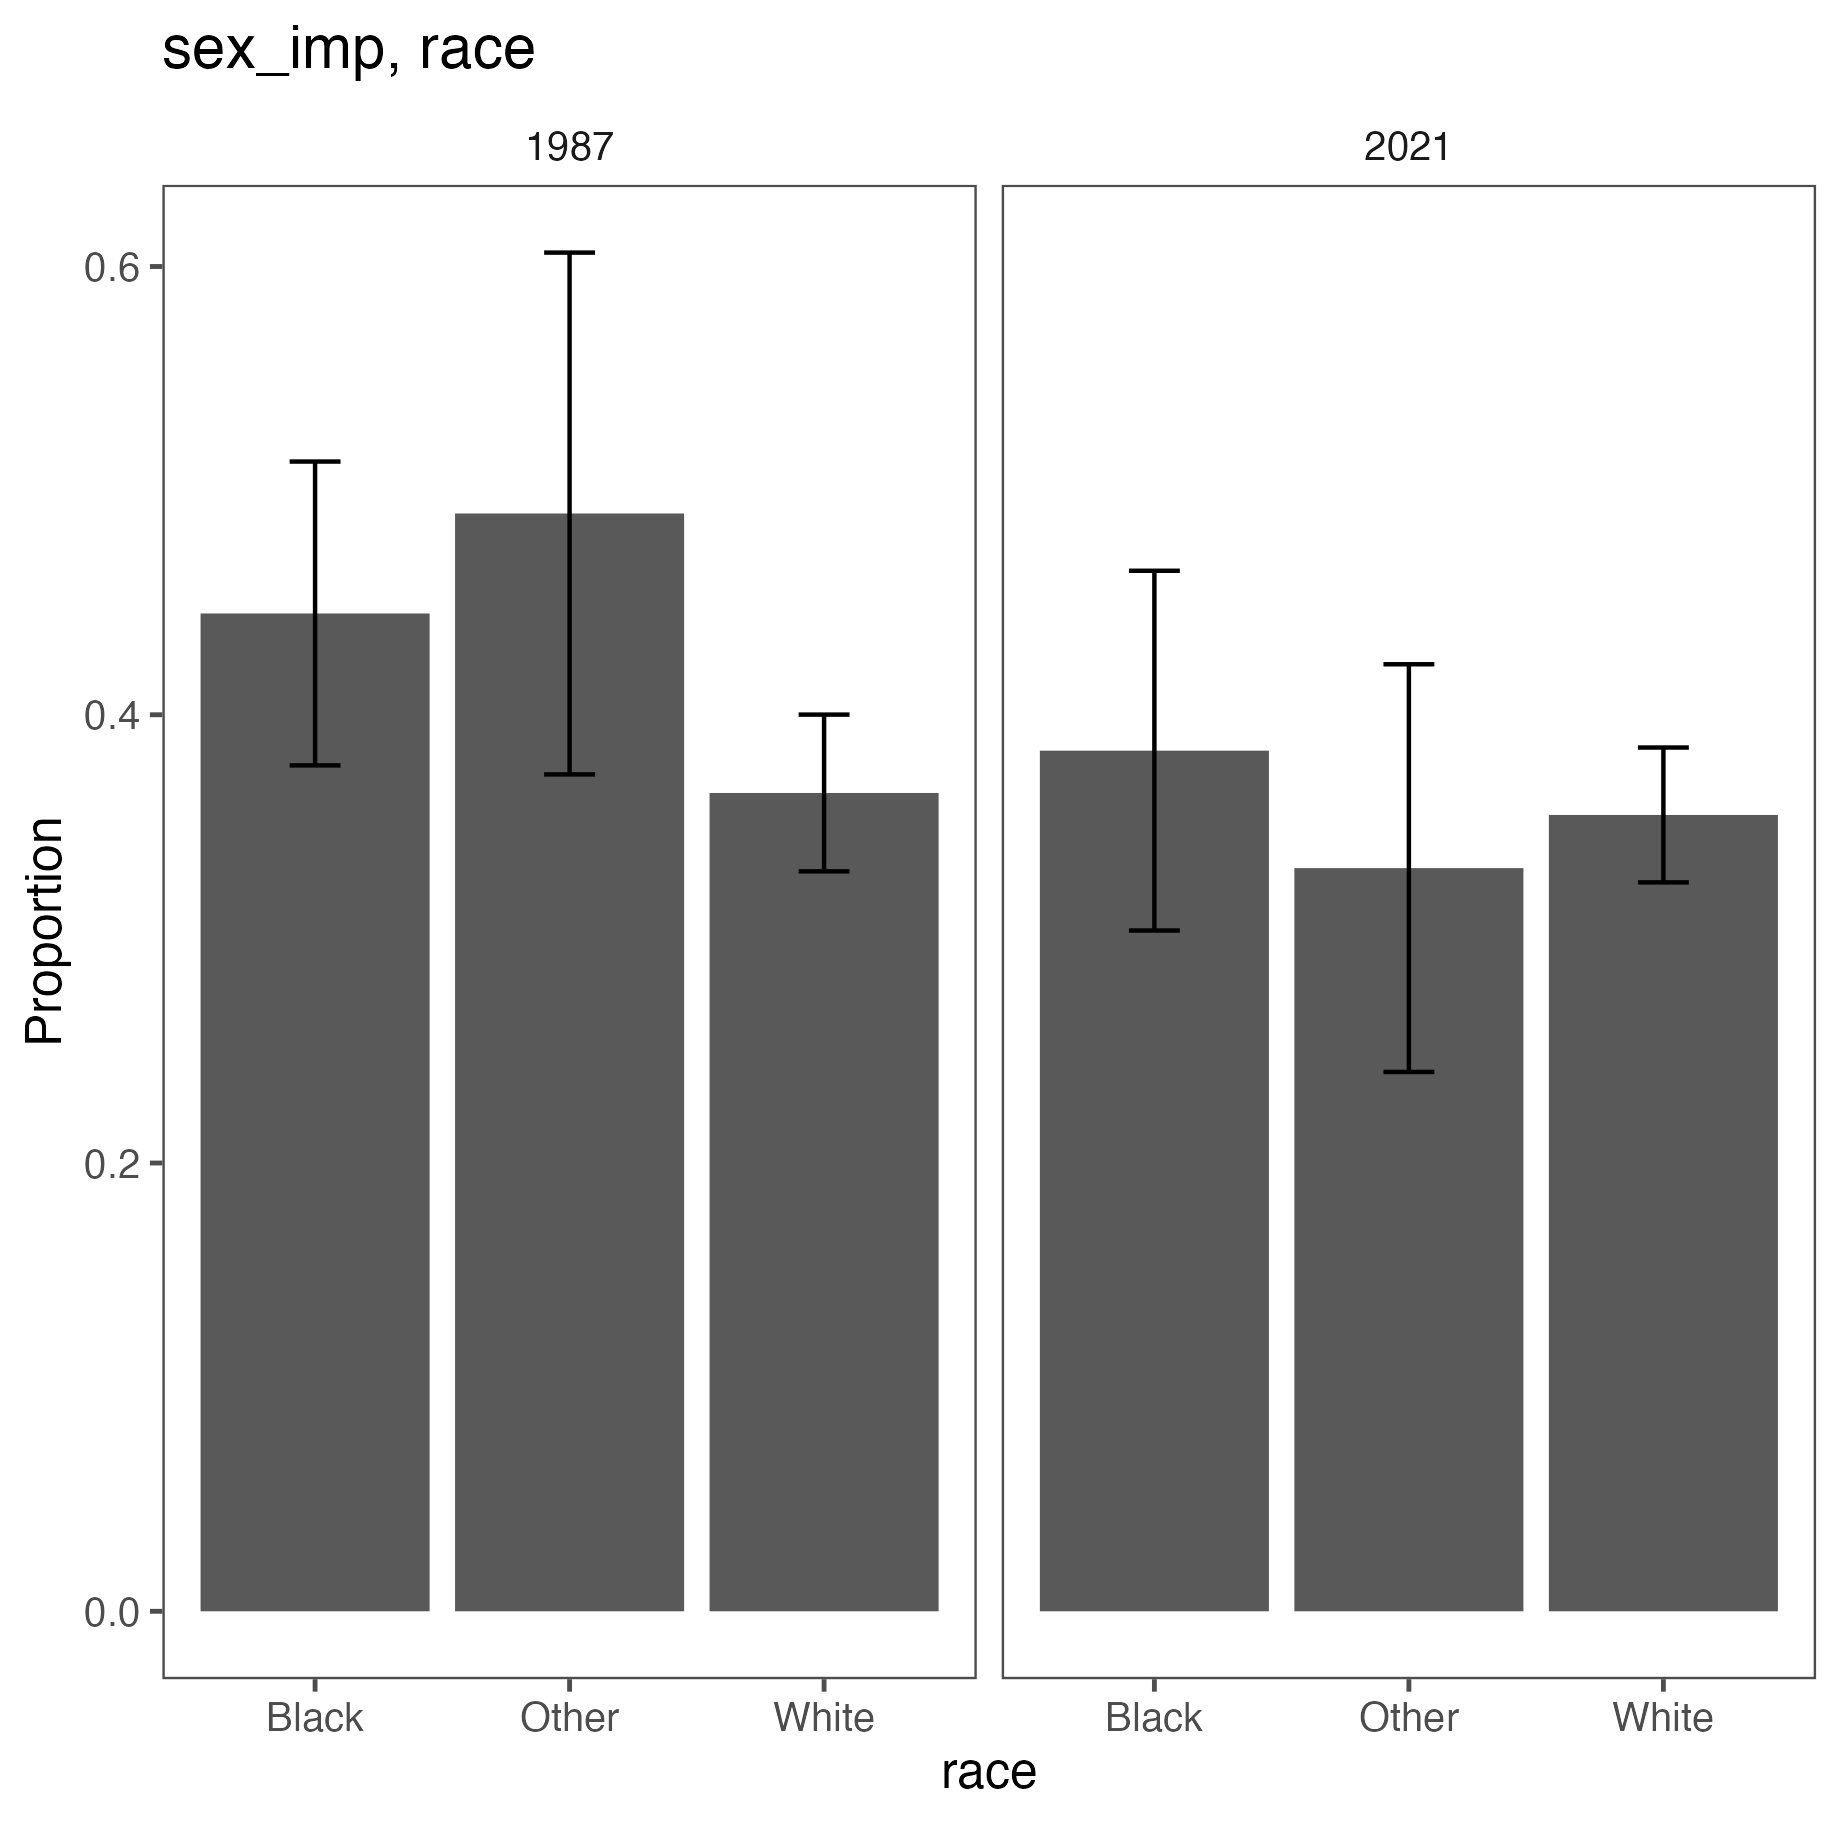 sex_imp, race
1987 2021
Proportion
0.6
0.4
0.2
0.0
Black Other White Black Other White
race